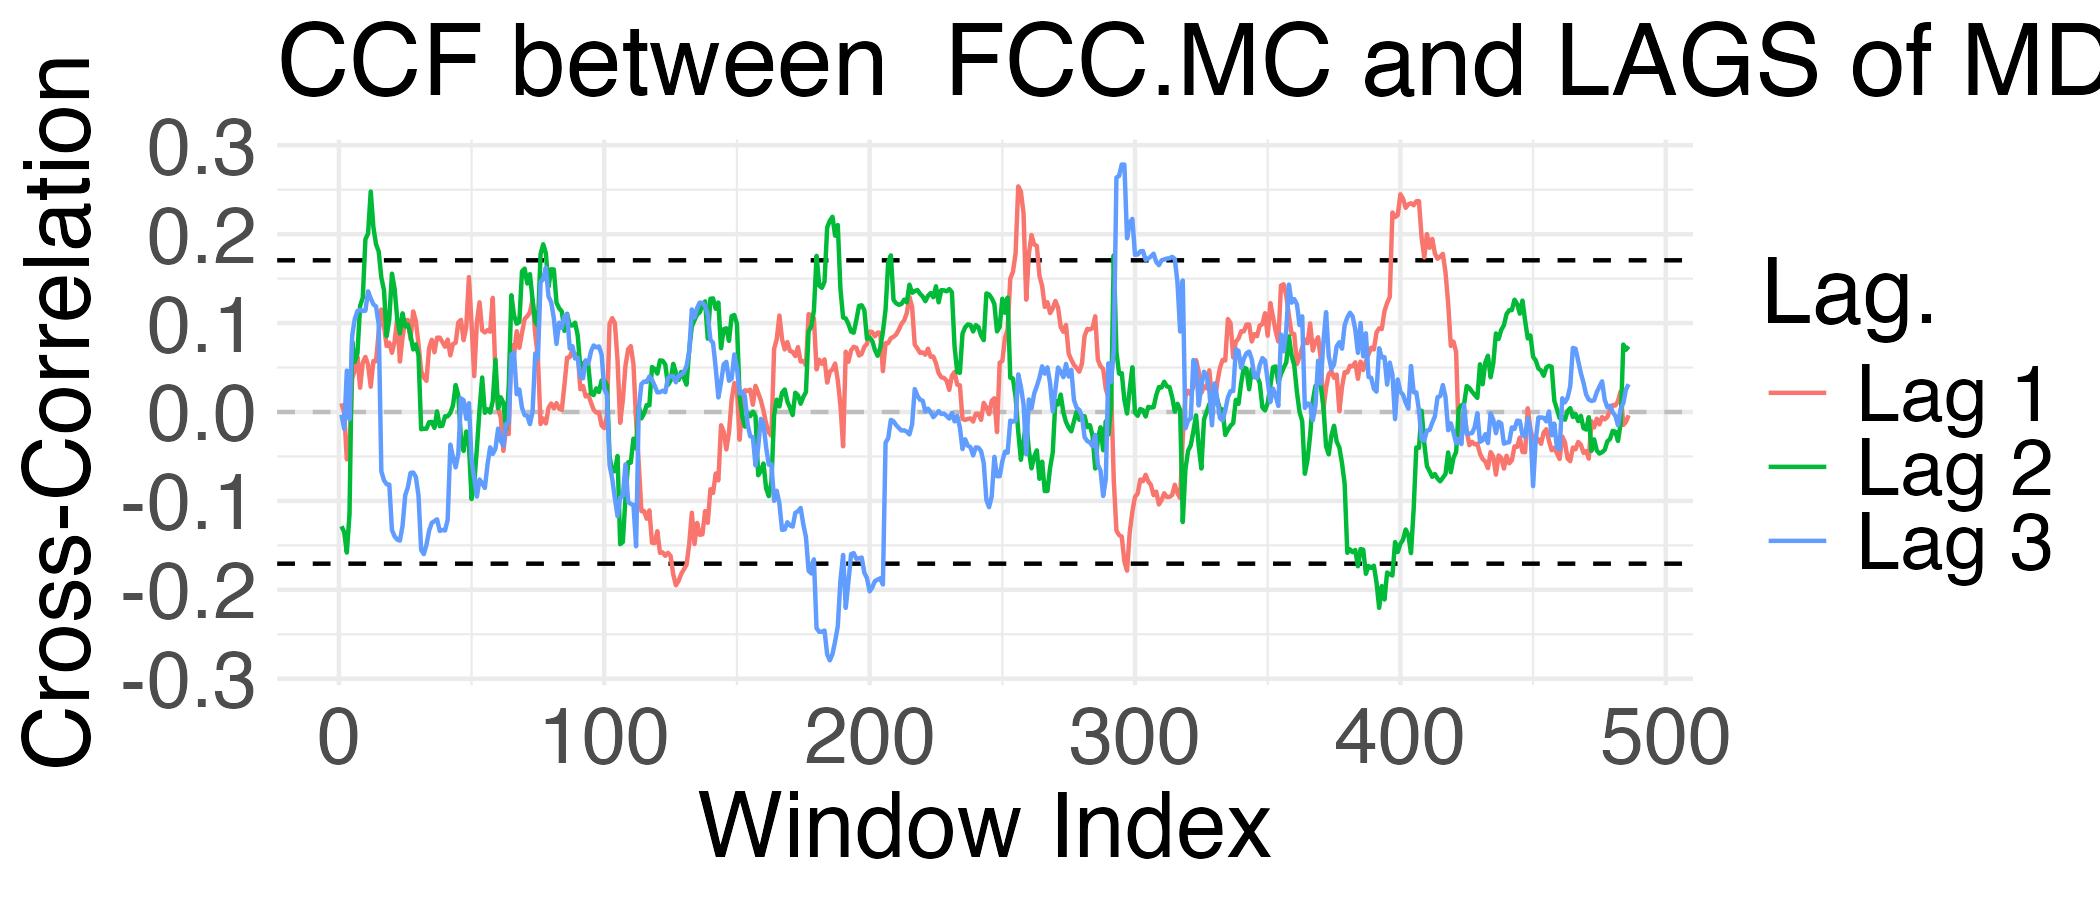 CCF between FCC.MC and LAGS of MD
Cross-Correlation
0.3
0.2
0.1
0.0
-0.1
-0.2
-0.3
0 100 200 300 400 500
Window Index
Lag.
Lag 1
Lag 2
Lag 3